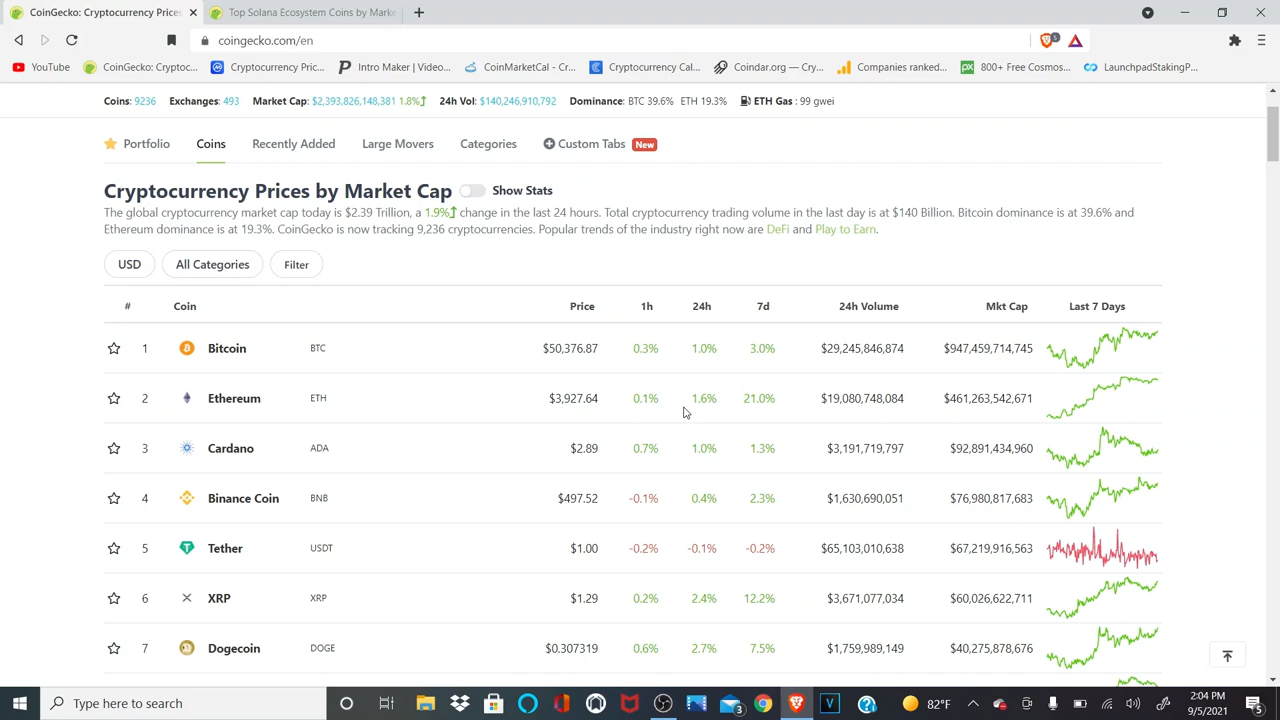 CoinGecko: Cryptocurrency Prices
Top Solana Ecosystem Coins by Mark
coingecko.com/en
5
YouTube
CoinGecko: Cryptoc...
Cryptocurrency Pric...
Intro Maker | Video...
CoinMarketCal - Cr...
Cryptocurrency Cal...
Coindar.org — Cry...
Companies ranked...
800+ Free Cosmos...
LaunchpadStakingP...
Coins: 9236 Exchanges: 493 Market Cap: $2,393,826,148,381 1.8% 24h Vol: $140,246,910,792 Dominance: BTC 39.6% ETH 19.3% ETH Gas : 99 gwei
Portfolio Coins Recently Added Large Movers Categories Custom Tabs New
Cryptocurrency Prices by Market Cap Show Stats
The global cryptocurrency market cap today is $2.39 Trillion, a 1.9% change in the last 24 hours. Total cryptocurrency trading volume in the last day is at $140 Billion. Bitcoin dominance is at 39.6% and
Ethereum dominance is at 19.3%. CoinGecko is now tracking 9,236 cryptocurrencies. Popular trends of the industry right now are DeFi and Play to Earn.
USD All Categories Filter
# Coin Price 1h 24h 7d 24h Volume Mkt Cap Last 7 Days
1 Bitcoin BTC $50,376.87 0.3% 1.0% 3.0% $29,245,846,874 $947,459,714,745
2 Ethereum ETH $3,927.64 0.1% 1.6% 21.0% $19,080,748,084 $461,263,542,671
3 Cardano ADA $2.89 0.7% 1.0% 1.3% $3,191,719,797 $92,891,434,960
4 Binance Coin BNB $497.52 -0.1% 0.4% 2.3% $1,630,690,051 $76,980,817,683
5 Tether USDT $1.00 -0.2% -0.1% -0.2% $65,103,010,638 $67,219,916,563
6 XRP XRP $1.29 0.2% 2.4% 12.2% $3,671,077,034 $60,026,622,711
7 Dogecoin DOGE $0.307319 0.6% 2.7% 7.5% $1,759,989,149 $40,275,878,676
Type here to search
3
V
82°F
2:04 PM
9/5/2021
5